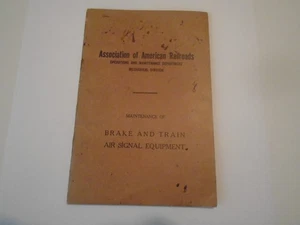 Association of American Railroads
OPERATIONS AND MAINTENANCE DEPARTMENT
MECHANICAL DIVISION
MAINTENANCE OF
BRAKE AND TRAIN
AIR SIGNAL EQUIPMENT